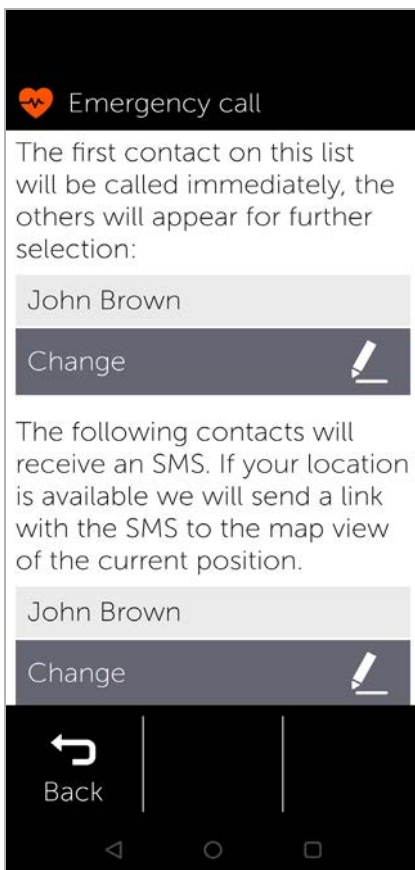 Emergency call
The first contact on this list
will be called immediately, the
others will appear for further
selection:
John Brown
Change
The following contacts will
receive an SMS. If your location
is available we will send a link
with the SMS to the map view
of the current position.
John Brown
Change
Back